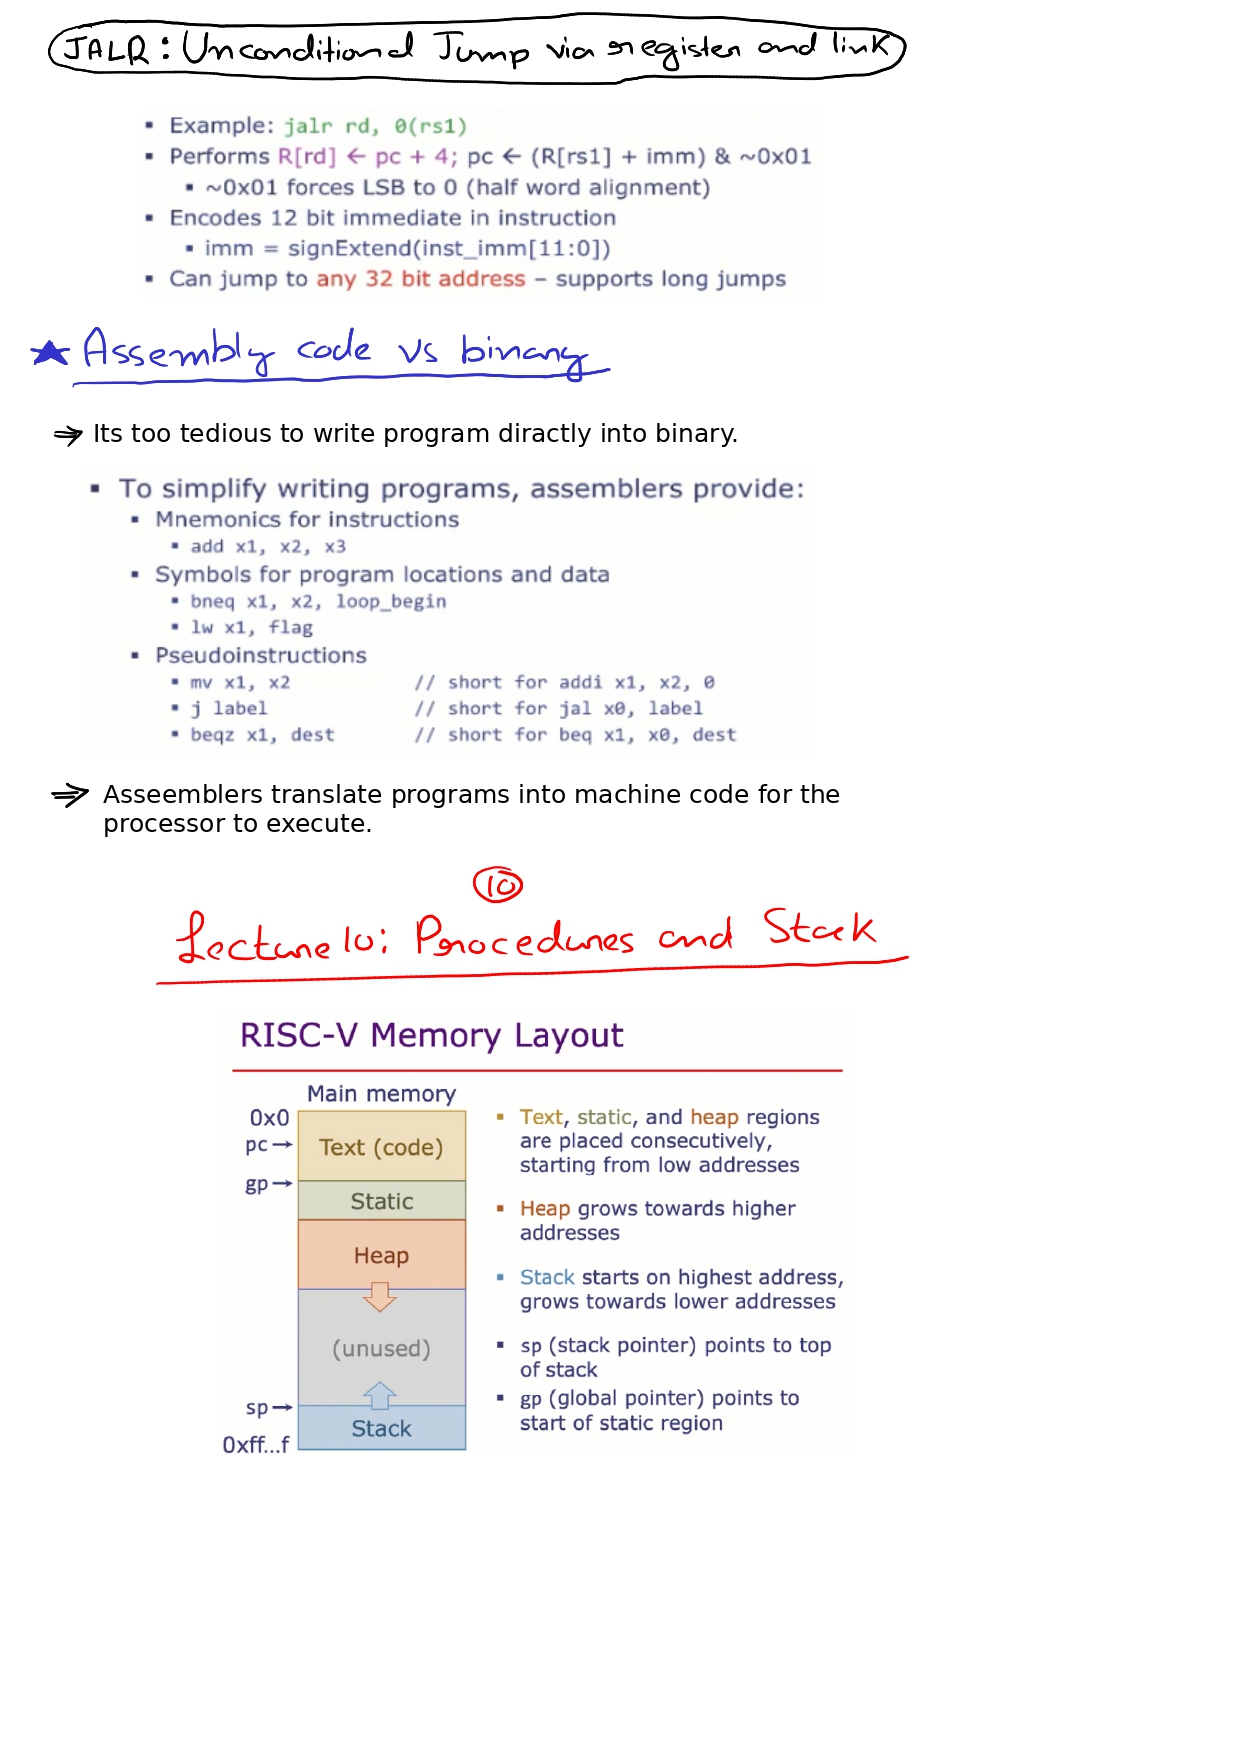 JALR : Unconditional Jump via register and link
▪ Example: jalr rd, 0(rs1)
▪ Performs R[rd] ← pc + 4; pc ← (R[rs1] + imm) & ~0x01
▪ ~0x01 forces LSB to 0 (half word alignment)
▪ Encodes 12 bit immediate in instruction
▪ imm = signExtend(inst_imm[11:0])
▪ Can jump to any 32 bit address – supports long jumps
★ Assembly code vs binary
⇒ Its too tedious to write program diractly into binary.
▪ To simplify writing programs, assemblers provide:
▪ Mnemonics for instructions
▪ add x1, x2, x3
▪ Symbols for program locations and data
▪ bneq x1, x2, loop_begin
▪ lw x1, flag
▪ Pseudoinstructions
▪ mv x1, x2 // short for addi x1, x2, 0
▪ j label // short for jal x0, label
▪ beqz x1, dest // short for beq x1, x0, dest
⇒ Asseemblers translate programs into machine code for the
processor to execute.
10
Lecture 10: Procedures and Stack
RISC-V Memory Layout
Main memory
0x0
pc→
Text (code)
gp→
Static
Heap
(unused)
sp→
Stack
0xff...f
▪ Text, static, and heap regions
are placed consecutively,
starting from low addresses
▪ Heap grows towards higher
addresses
▪ Stack starts on highest address,
grows towards lower addresses
▪ sp (stack pointer) points to top
of stack
▪ gp (global pointer) points to
start of static region